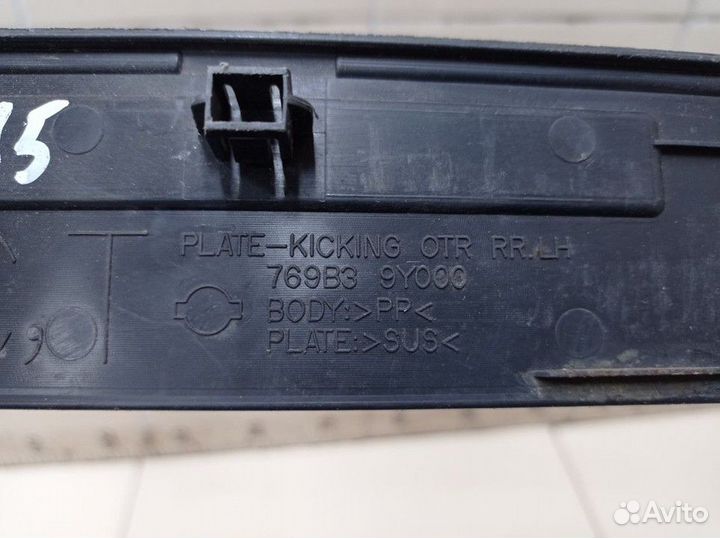 15
PLATE-KICKING OTR RR.LH
769B3 9Y000
BODY:>PP<
PLATE:>SUS<
Avito